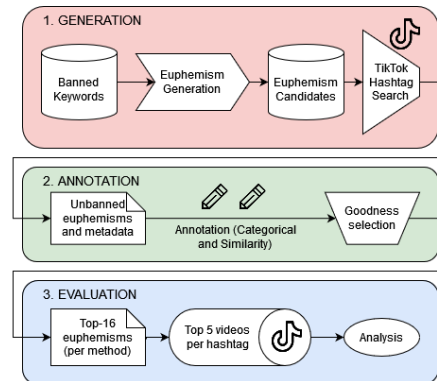 1. GENERATION
Banned
Keywords
Euphemism
Generation
Euphemism
Candidates
TikTok
Hashtag
Search
2. ANNOTATION
Unbanned
euphemisms
and metadata
Annotation (Categorical
and Similarity)
Goodness
selection
3. EVALUATION
Top-16
euphemisms
(per method)
Top 5 videos
per hashtag
Analysis